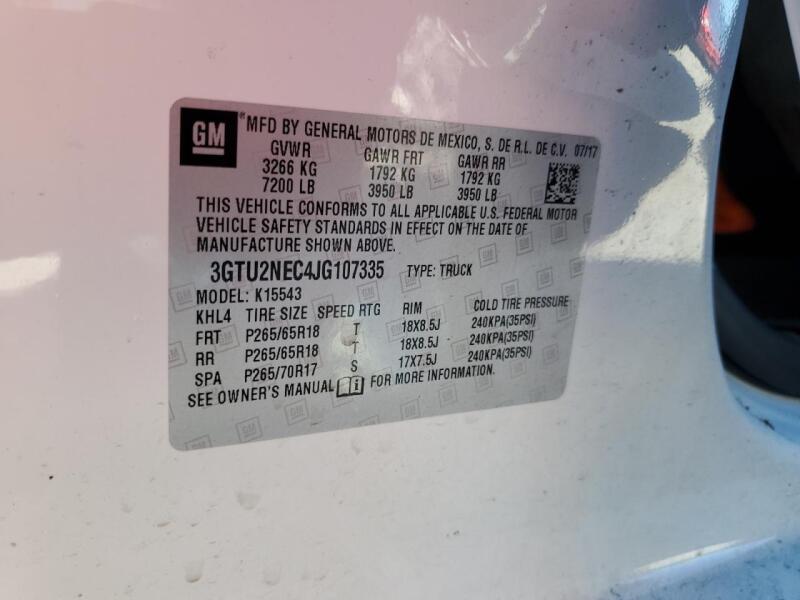 GM ® MFD BY GENERAL MOTORS DE MEXICO, S. DE R.L. DE C.V. 07/17
GVWR GAWR FRT GAWR RR
3266 KG 1792 KG 1792 KG
7200 LB 3950 LB 3950 LB
THIS VEHICLE CONFORMS TO ALL APPLICABLE U.S. FEDERAL MOTOR
VEHICLE SAFETY STANDARDS IN EFFECT ON THE DATE OF
MANUFACTURE SHOWN ABOVE.
3GTU2NEC4JG107335 TYPE: TRUCK
MODEL: K15543
KHL4 TIRE SIZE SPEED RTG RIM COLD TIRE PRESSURE
FRT P265/65R18 T 18X8.5J 240KPA(35PSI)
RR P265/65R18 T 18X8.5J 240KPA(35PSI)
SPA P265/70R17 S 17X7.5J 240KPA(35PSI)
SEE OWNER'S MANUAL i FOR MORE INFORMATION.